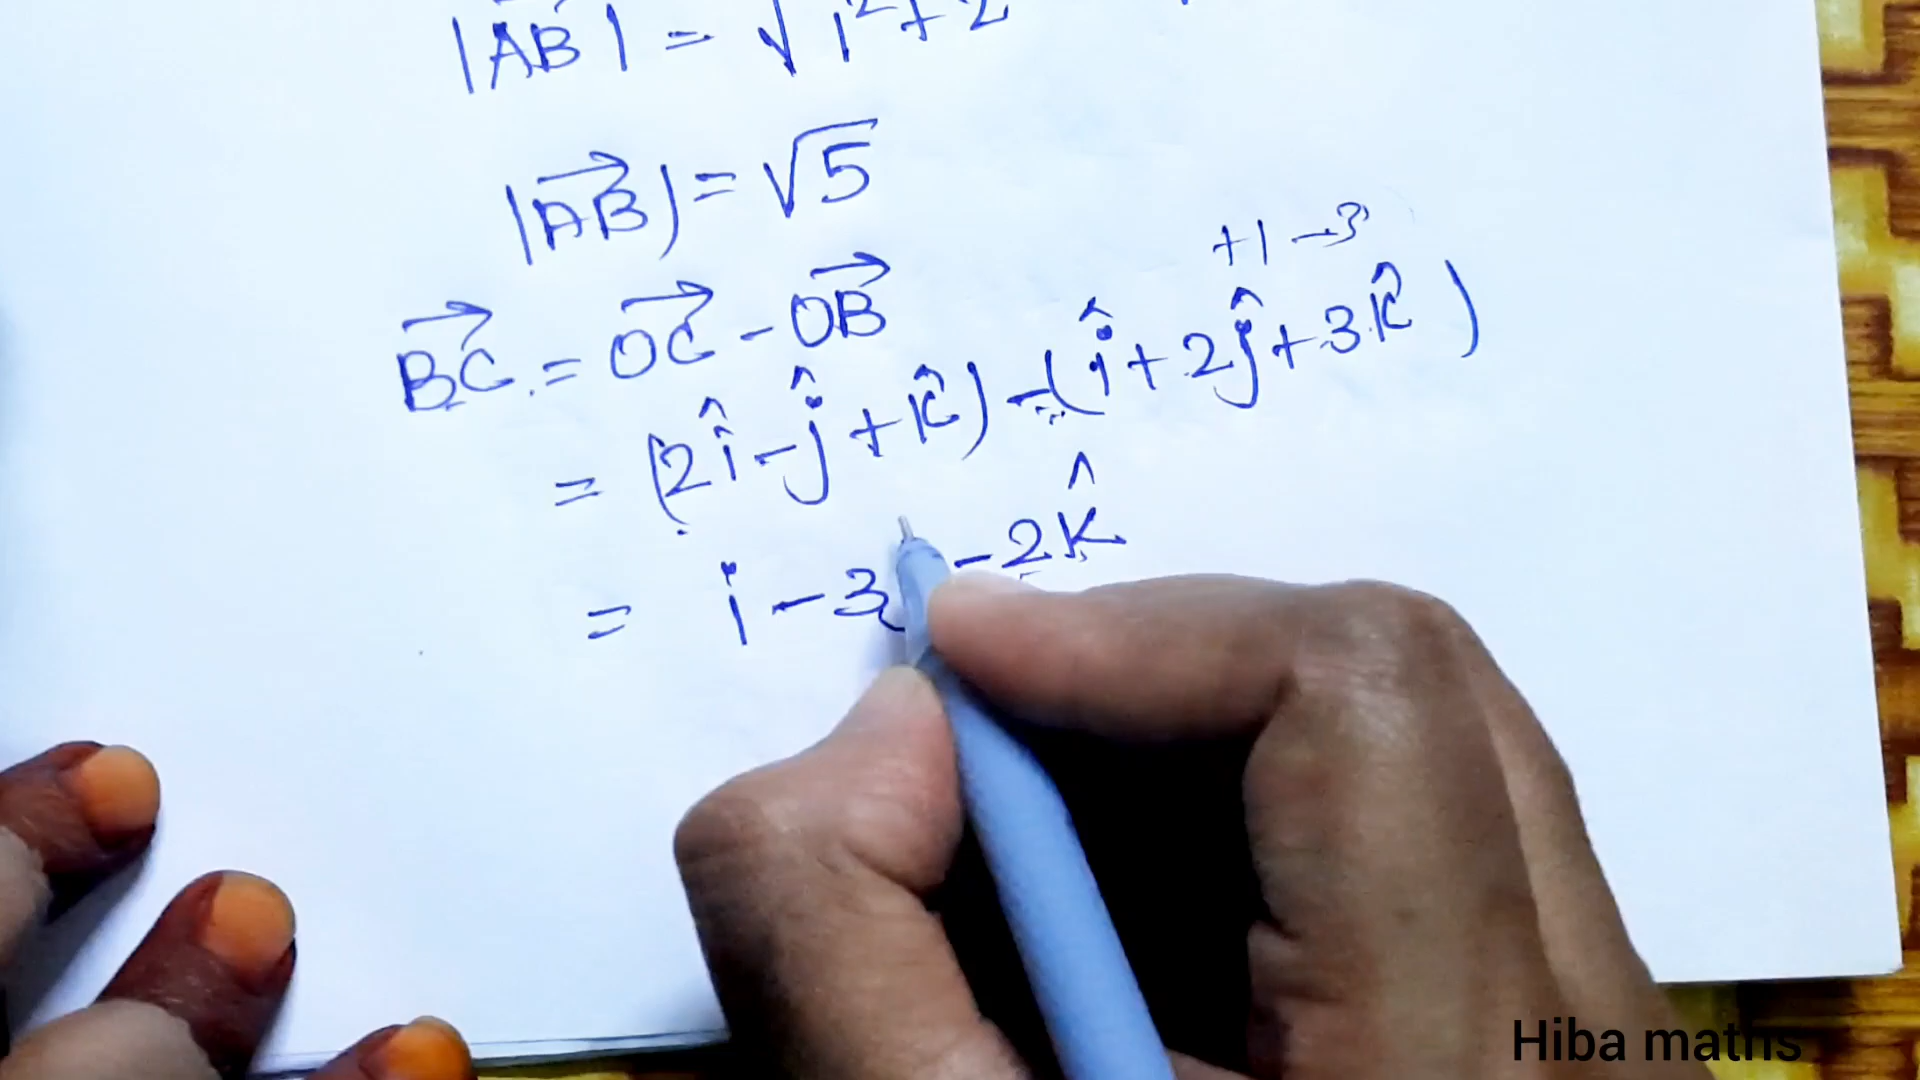 |AB| = √1²+2
|AB| = √5
+1 -3
BC = OC - OB
= (2î - ĵ + k̂) - (î + 2ĵ + 3k̂)
= i - 3 - 2k̂
Hiba maths